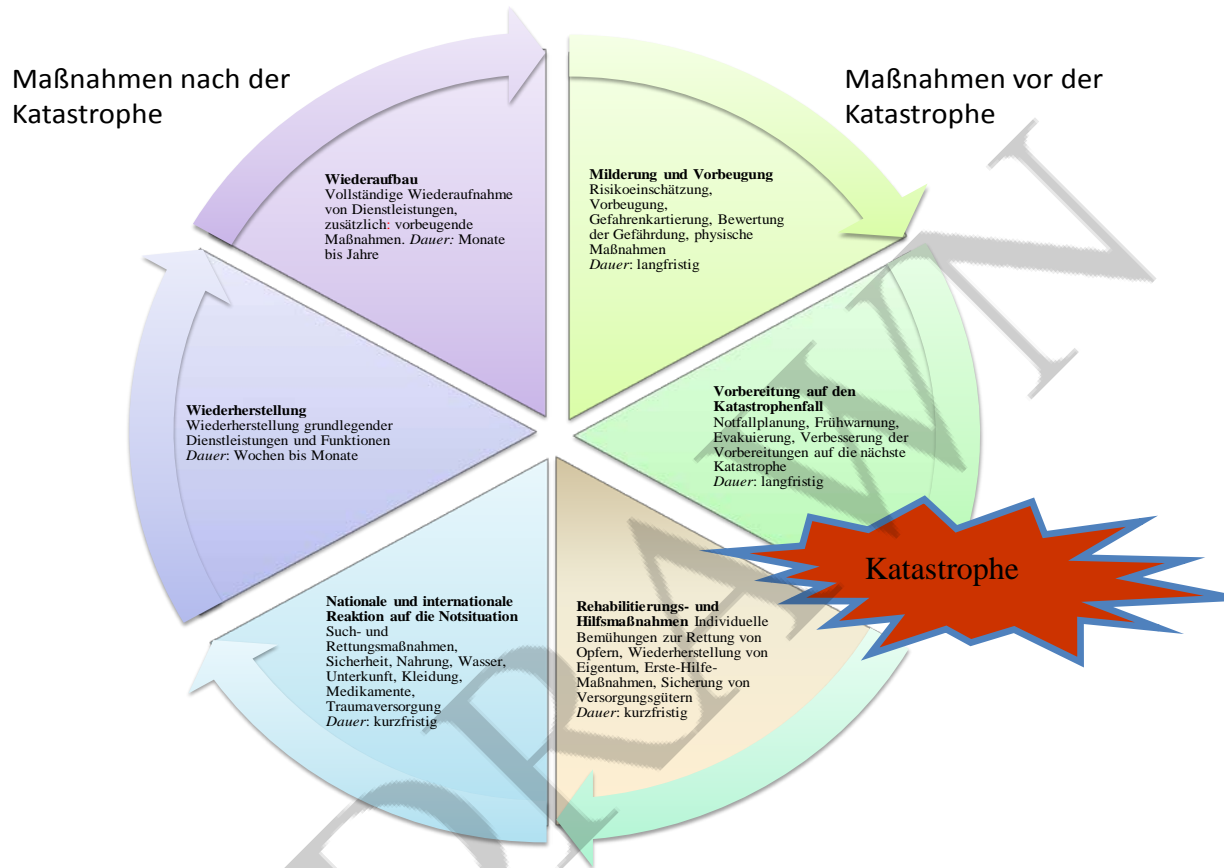 Maßnahmen nach der
Katastrophe
Maßnahmen vor der
Katastrophe
Wiederaufbau
Vollständige Wiederaufnahme
von Dienstleistungen,
zusätzlich: vorbeugende
Maßnahmen. Dauer: Monate
bis Jahre
Milderung und Vorbeugung
Risikoeinschätzung,
Vorbeugung,
Gefahrenkartierung, Bewertung
der Gefährdung, physische
Maßnahmen
Dauer: langfristig
Wiederherstellung
Wiederherstellung grundlegender
Dienstleistungen und Funktionen
Dauer: Wochen bis Monate
Vorbereitung auf den
Katastrophenfall
Notfallplanung, Frühwarnung,
Evakuierung, Verbesserung der
Vorbereitungen auf die nächste
Katastrophe
Dauer: langfristig
Katastrophe
Nationale und internationale
Reaktion auf die Notsituation
Such- und
Rettungsmaßnahmen,
Sicherheit, Nahrung, Wasser,
Unterkunft, Kleidung,
Medikamente,
Traumaversorgung
Dauer: kurzfristig
Rehabilitierungs- und
Hilfsmaßnahmen Individuelle
Bemühungen zur Rettung von
Opfern, Wiederherstellung von
Eigentum, Erste-Hilfe-
Maßnahmen, Sicherung von
Versorgungsgütern
Dauer: kurzfristig
DRAWN